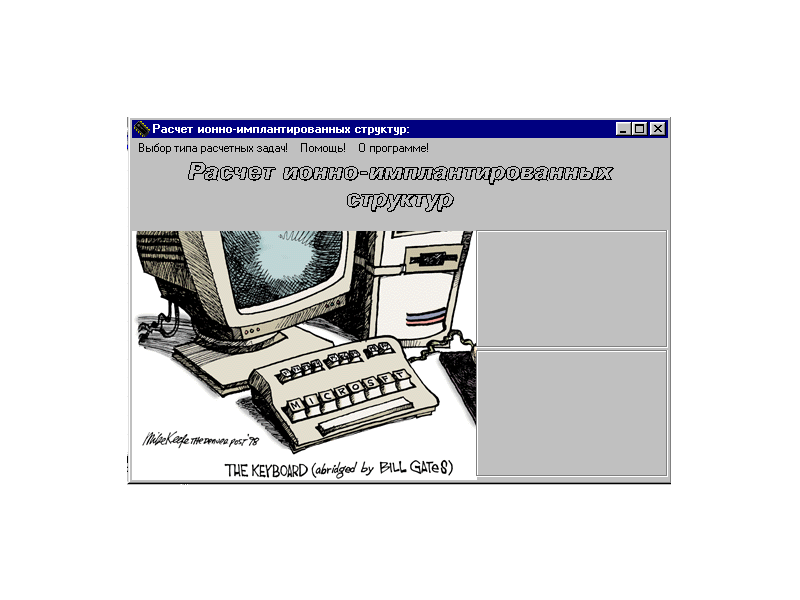 Расчет ионно-имплантированных структур:
Выбор типа расчетных задач! Помощь! О программе!
Расчет ионно-имплантированных
структур
MICROSFT
Mike Keefe THE DENVER POST '98
THE KEYBOARD (abridged by BILL GATES)